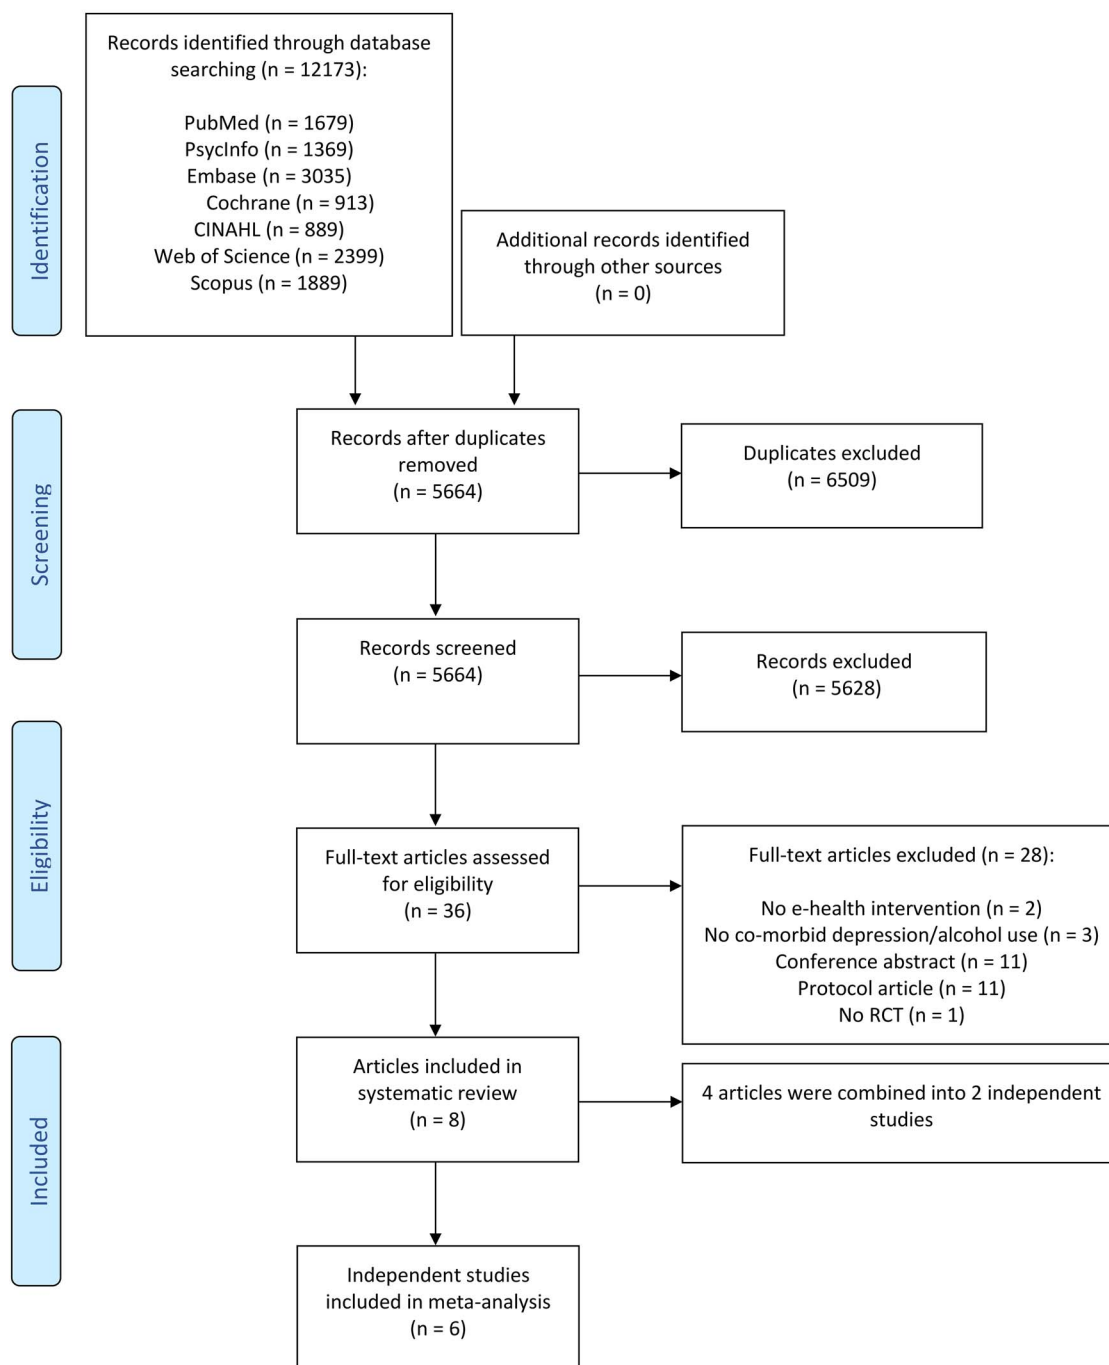 Identification
Records identified through database
searching (n = 12173):
PubMed (n = 1679)
PsycInfo (n = 1369)
Embase (n = 3035)
Cochrane (n = 913)
CINAHL (n = 889)
Web of Science (n = 2399)
Scopus (n = 1889)
Additional records identified
through other sources
(n = 0)
Screening
Records after duplicates
removed
(n = 5664)
Duplicates excluded
(n = 6509)
Records screened
(n = 5664)
Records excluded
(n = 5628)
Eligibility
Full-text articles assessed
for eligibility
(n = 36)
Full-text articles excluded (n = 28):
No e-health intervention (n = 2)
No co-morbid depression/alcohol use (n = 3)
Conference abstract (n = 11)
Protocol article (n = 11)
No RCT (n = 1)
Included
Articles included in
systematic review
(n = 8)
4 articles were combined into 2 independent
studies
Independent studies
included in meta-analysis
(n = 6)